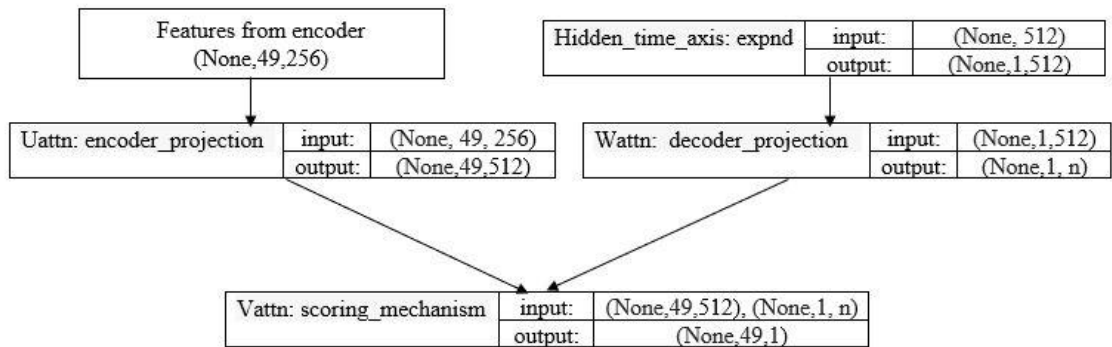 Features from encoder
(None,49,256)
Hidden_time_axis: expnd
input: (None, 512)
output: (None,1,512)
Uattn: encoder_projection
input: (None, 49, 256)
output: (None,49,512)
Wattn: decoder_projection
input: (None,1,512)
output: (None,1, n)
Vattn: scoring_mechanism
input: (None,49,512), (None,1, n)
output: (None,49,1)